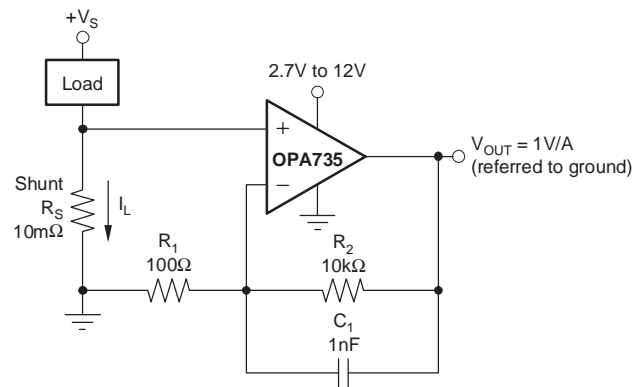 +V_S
Load
2.7V to 12V
+
OPA735
−
V_OUT = 1V/A
(referred to ground)
Shunt
R_S
10mΩ
I_L
R_1
100Ω
R_2
10kΩ
C_1
1nF